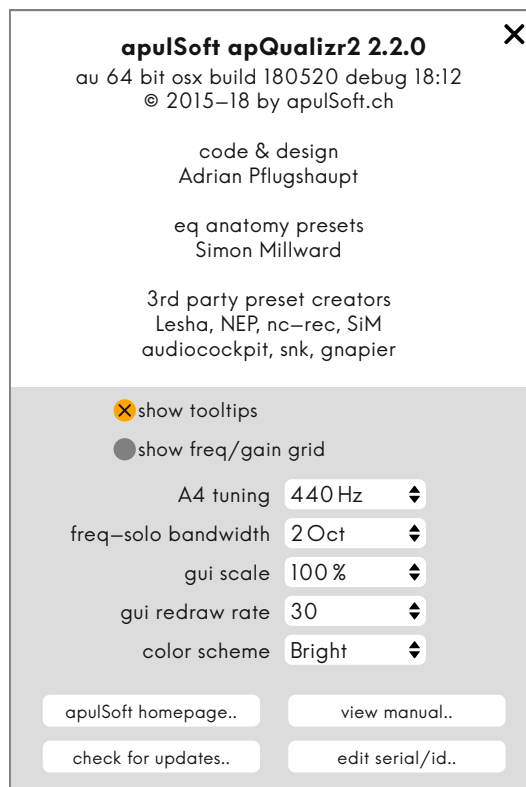 apulSoft apQualizr2 2.2.0
au 64 bit osx build 180520 debug 18:12
© 2015–18 by apulSoft.ch
code & design
Adrian Pflugshaupt
eq anatomy presets
Simon Millward
3rd party preset creators
Lesha, NEP, nc–rec, SiM
audiocockpit, snk, gnapier
show tooltips
show freq/gain grid
A4 tuning 440 Hz
freq–solo bandwidth 2 Oct
gui scale 100 %
gui redraw rate 30
color scheme Bright
apulSoft homepage.. view manual..
check for updates.. edit serial/id..